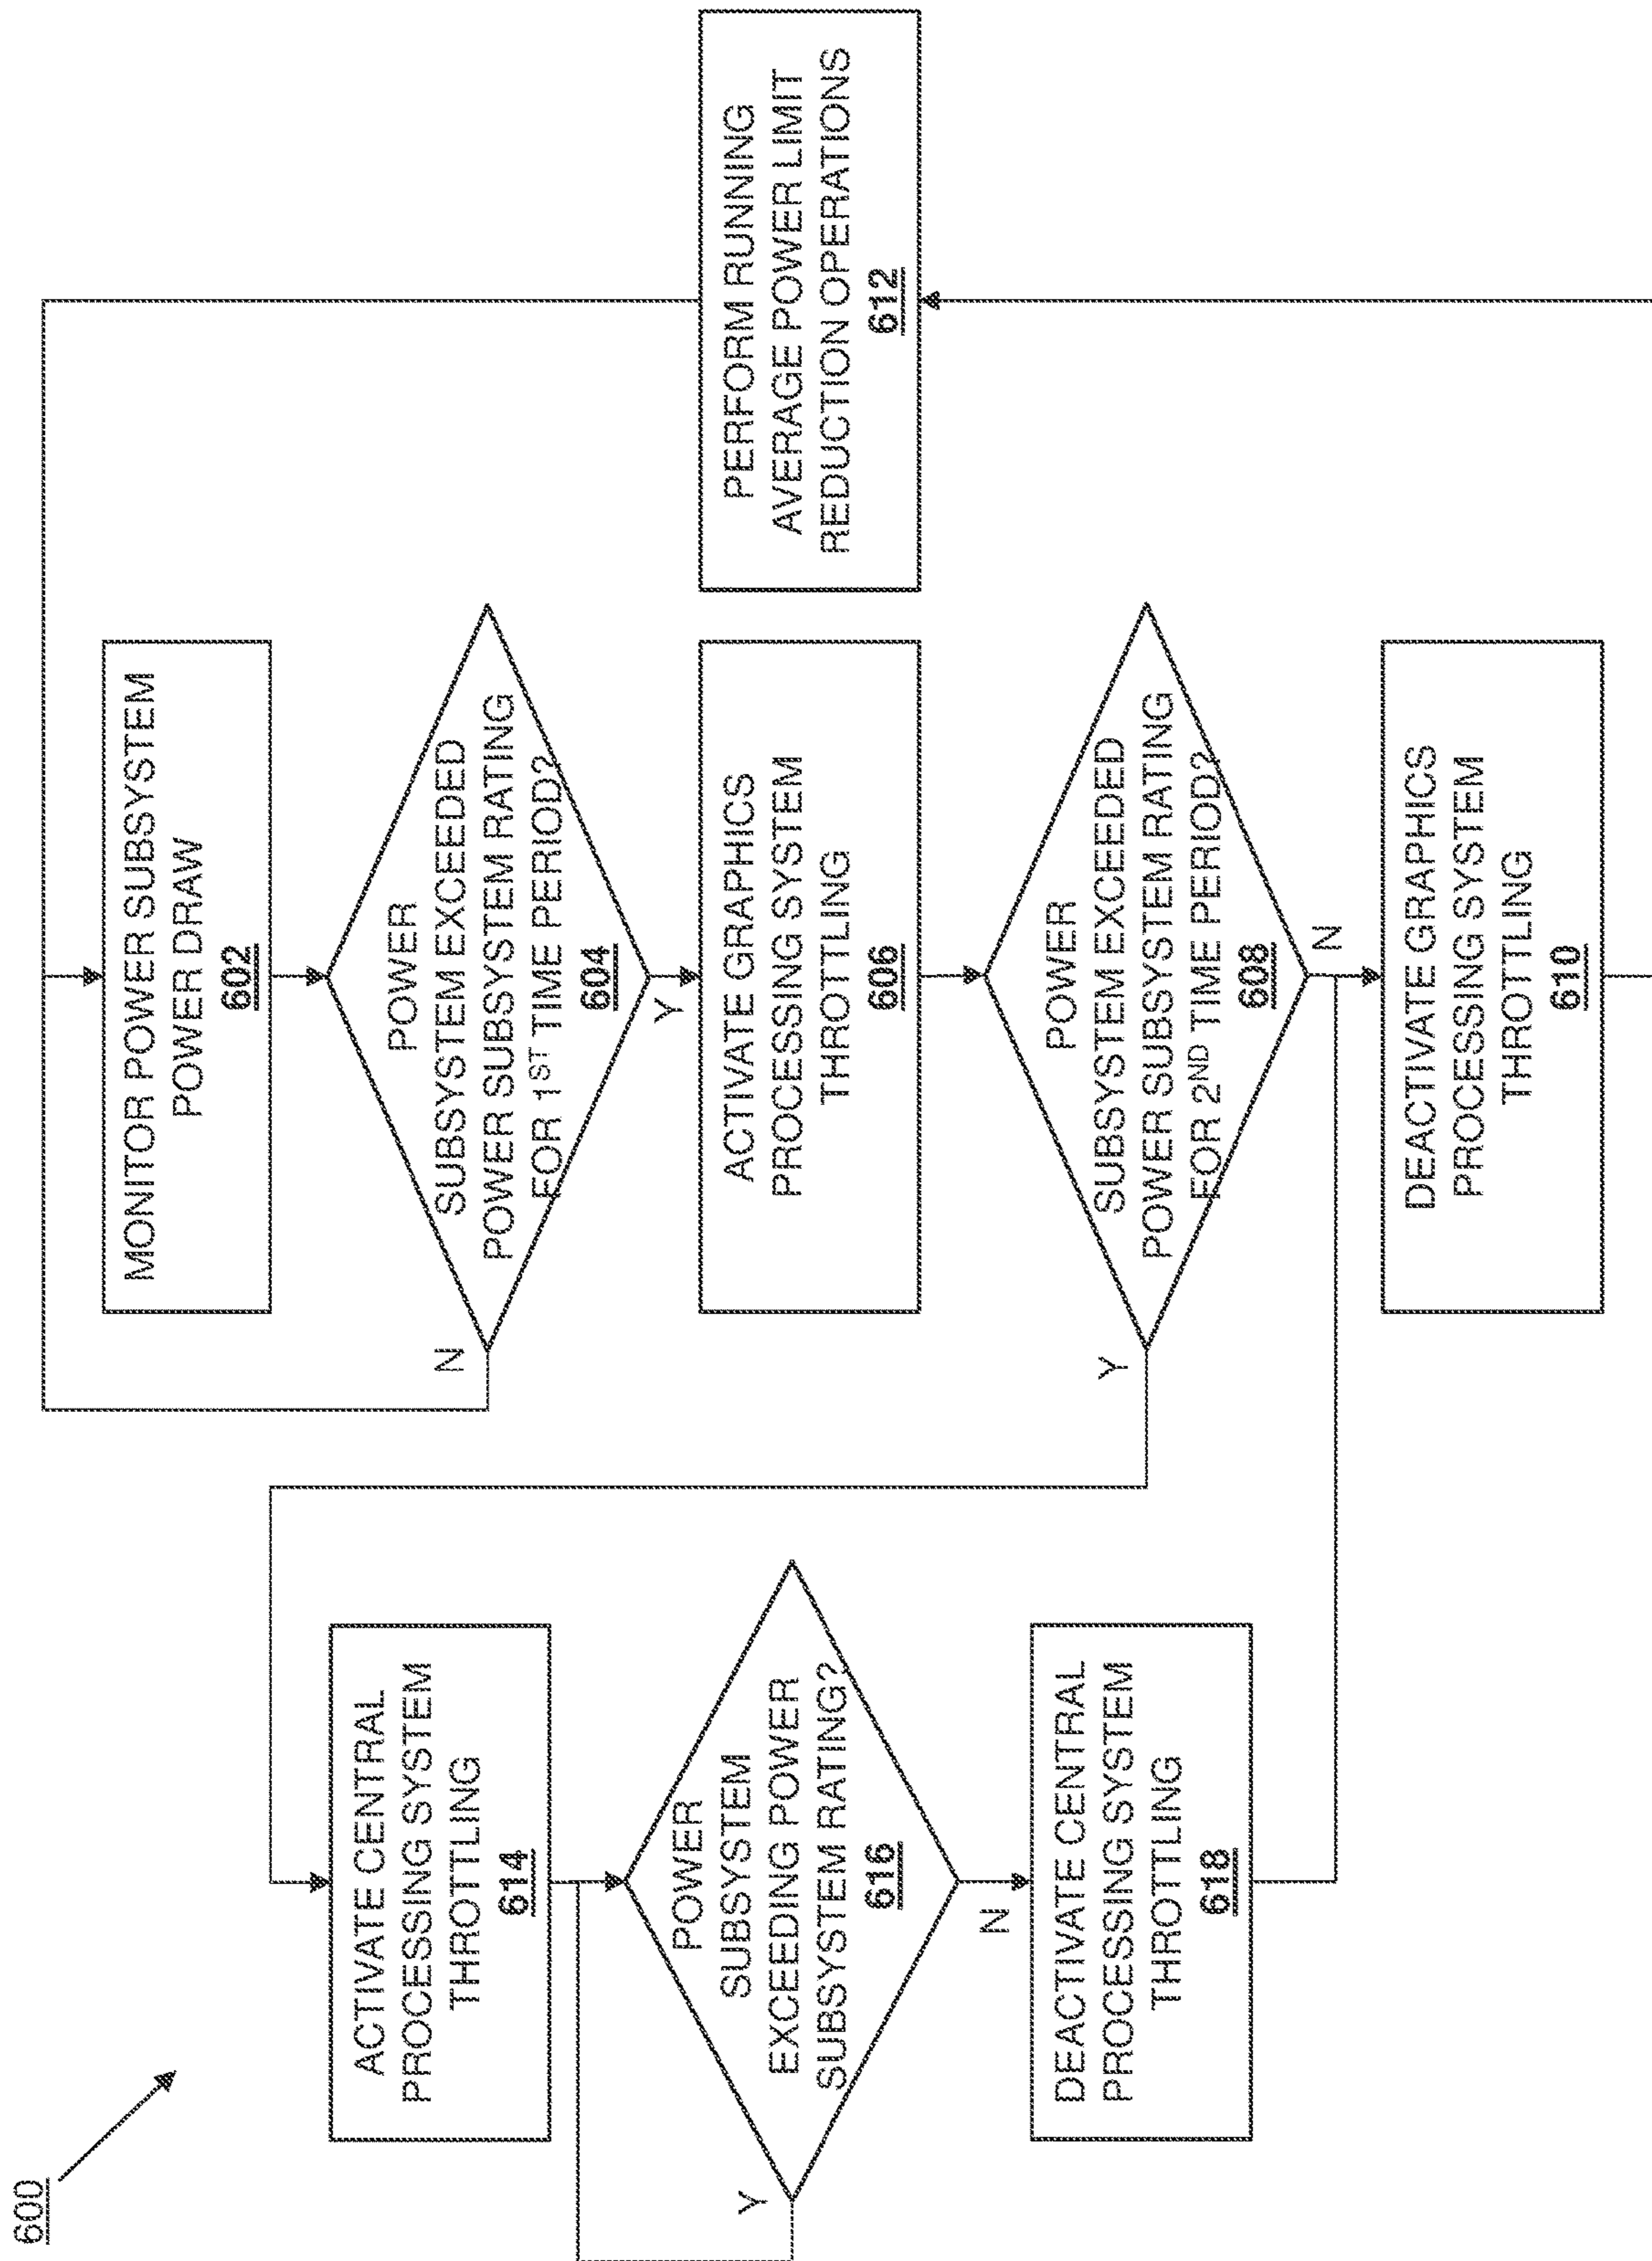 600
MONITOR POWER SUBSYSTEM
POWER DRAW
602
POWER
SUBSYSTEM EXCEEDED
POWER SUBSYSTEM RATING
FOR 1ST TIME PERIOD?
604
N
Y
ACTIVATE GRAPHICS
PROCESSING SYSTEM
THROTTLING
606
POWER
SUBSYSTEM EXCEEDED
POWER SUBSYSTEM RATING
FOR 2ND TIME PERIOD?
608
Y
N
DEACTIVATE GRAPHICS
PROCESSING SYSTEM
THROTTLING
610
PERFORM RUNNING
AVERAGE POWER LIMIT
REDUCTION OPERATIONS
612
ACTIVATE CENTRAL
PROCESSING SYSTEM
THROTTLING
614
POWER
SUBSYSTEM
EXCEEDING POWER
SUBSYSTEM RATING?
616
Y
N
DEACTIVATE CENTRAL
PROCESSING SYSTEM
THROTTLING
618